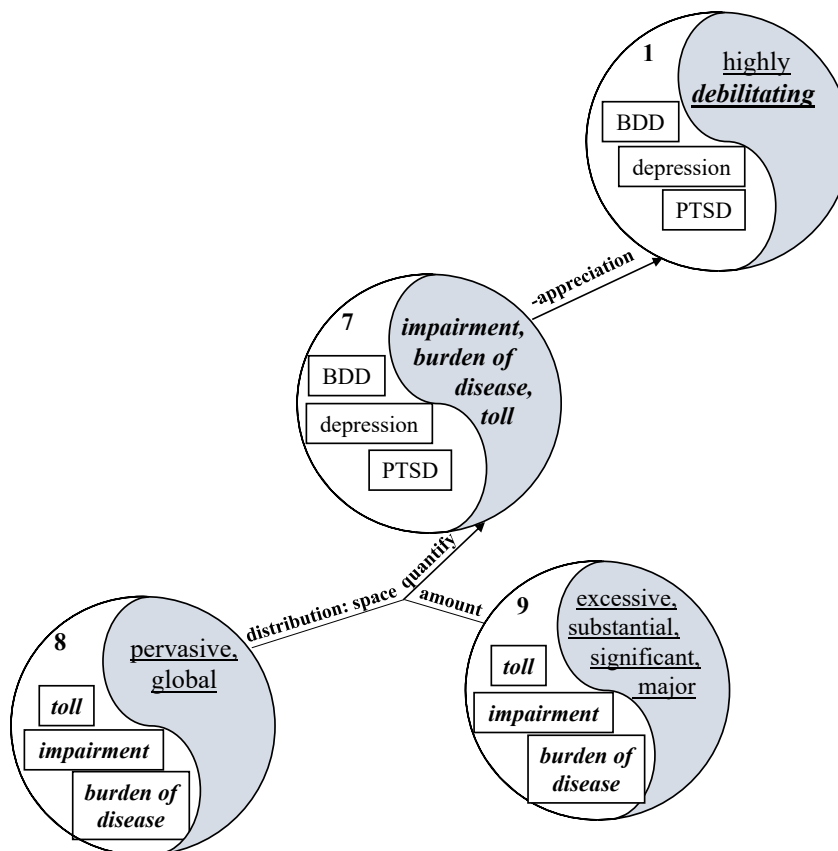 1
highly
debilitating
BDD
depression
PTSD
-appreciation
7
impairment,
burden of
disease,
toll
BDD
depression
PTSD
quantify
distribution: space
amount
8
pervasive,
global
toll
impairment
burden of
disease
9
excessive,
substantial,
significant,
major
toll
impairment
burden of
disease